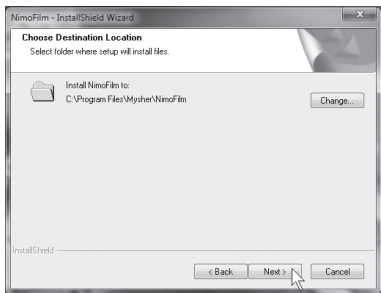 NimoFilm - InstallShield Wizard
Choose Destination Location
Select folder where setup will install files.
Install NimoFilm to:
C:\Program Files\Mysher\NimoFilm
Change...
InstallShield
< Back
Next >
Cancel